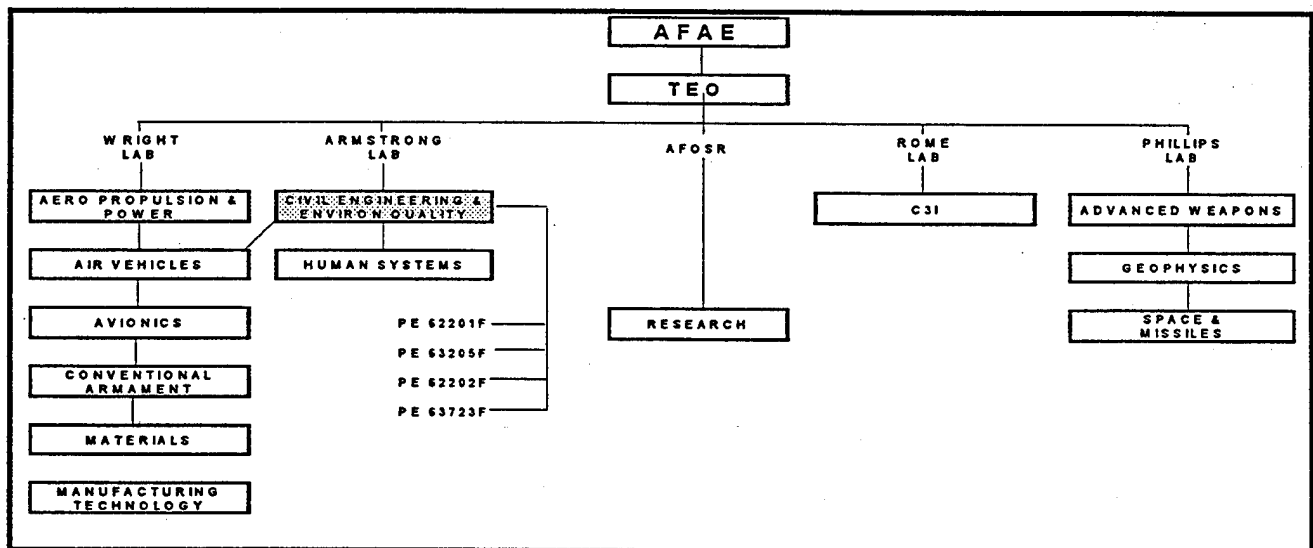 AFAE
TEO
WRIGHT
LAB
ARMSTRONG
LAB
AFOSR
ROME
LAB
PHILLIPS
LAB
AERO PROPULSION &
POWER
CIVIL ENGINEERING &
ENVIRON QUALITY
C3I
ADVANCED WEAPONS
AIR VEHICLES
HUMAN SYSTEMS
GEOPHYSICS
AVIONICS
PE 62201F
RESEARCH
SPACE &
MISSILES
PE 63205F
CONVENTIONAL
ARMAMENT
PE 62202F
PE 63723F
MATERIALS
MANUFACTURING
TECHNOLOGY